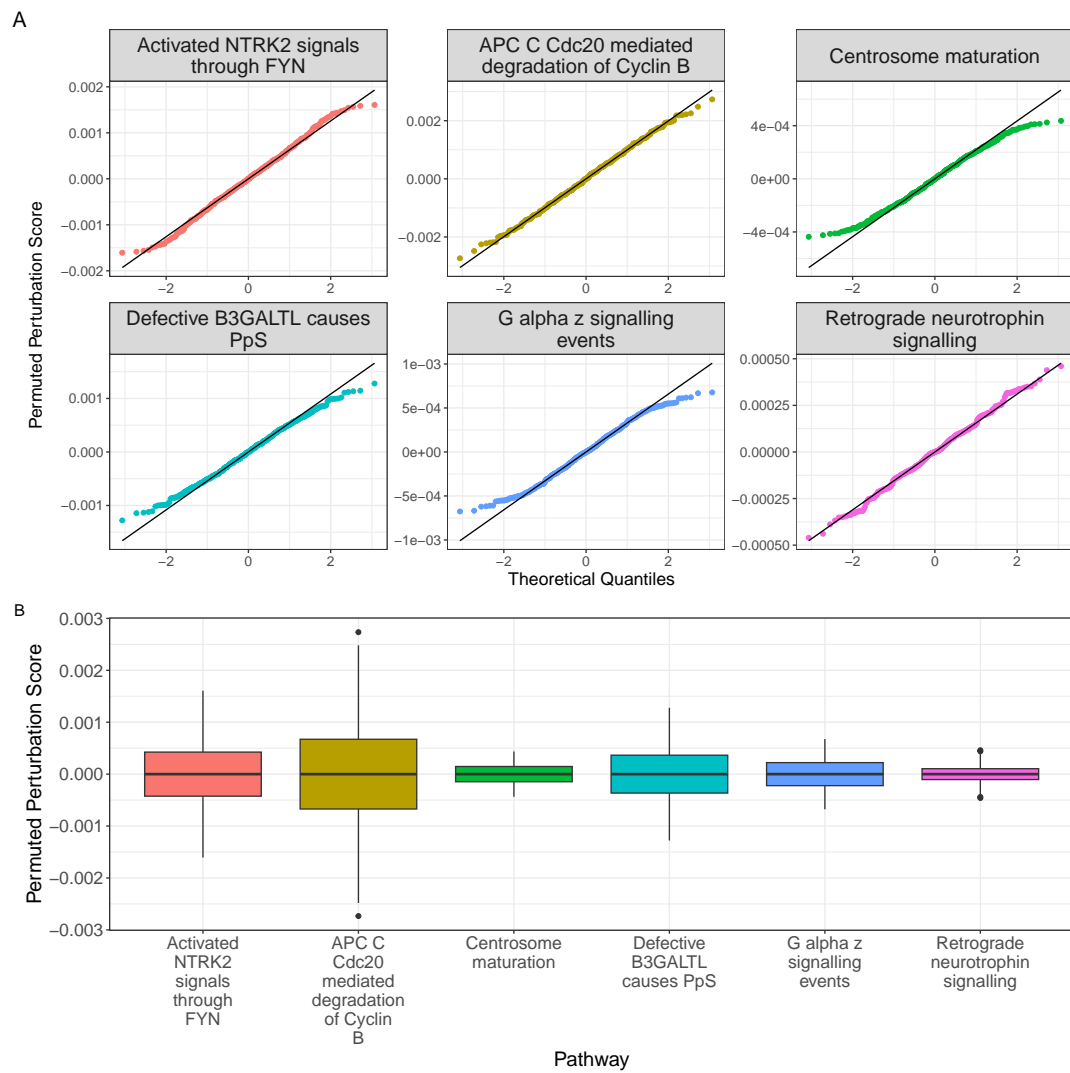 A
Activated NTRK2 signals
through FYN
APC C Cdc20 mediated
degradation of Cyclin B
Centrosome maturation
0.002
0.001
0.000
−0.001
−0.002
0.002
0.000
−0.002
4e−04
0e+00
−4e−04
−2 0 2
−2 0 2
−2 0 2
Defective B3GALTL causes
PpS
G alpha z signalling
events
Retrograde neurotrophin
signalling
0.001
0.000
−0.001
1e−03
5e−04
0e+00
−5e−04
−1e−03
0.00050
0.00025
0.00000
−0.00025
−0.00050
−2 0 2
−2 0 2
−2 0 2
Permuted Perturbation Score
Theoretical Quantiles
B
0.003
0.002
0.001
0.000
−0.001
−0.002
−0.003
Permuted Perturbation Score
Activated
NTRK2
signals
through
FYN
APC C
Cdc20
mediated
degradation
of Cyclin
B
Centrosome
maturation
Defective
B3GALTL
causes PpS
G alpha z
signalling
events
Retrograde
neurotrophin
signalling
Pathway